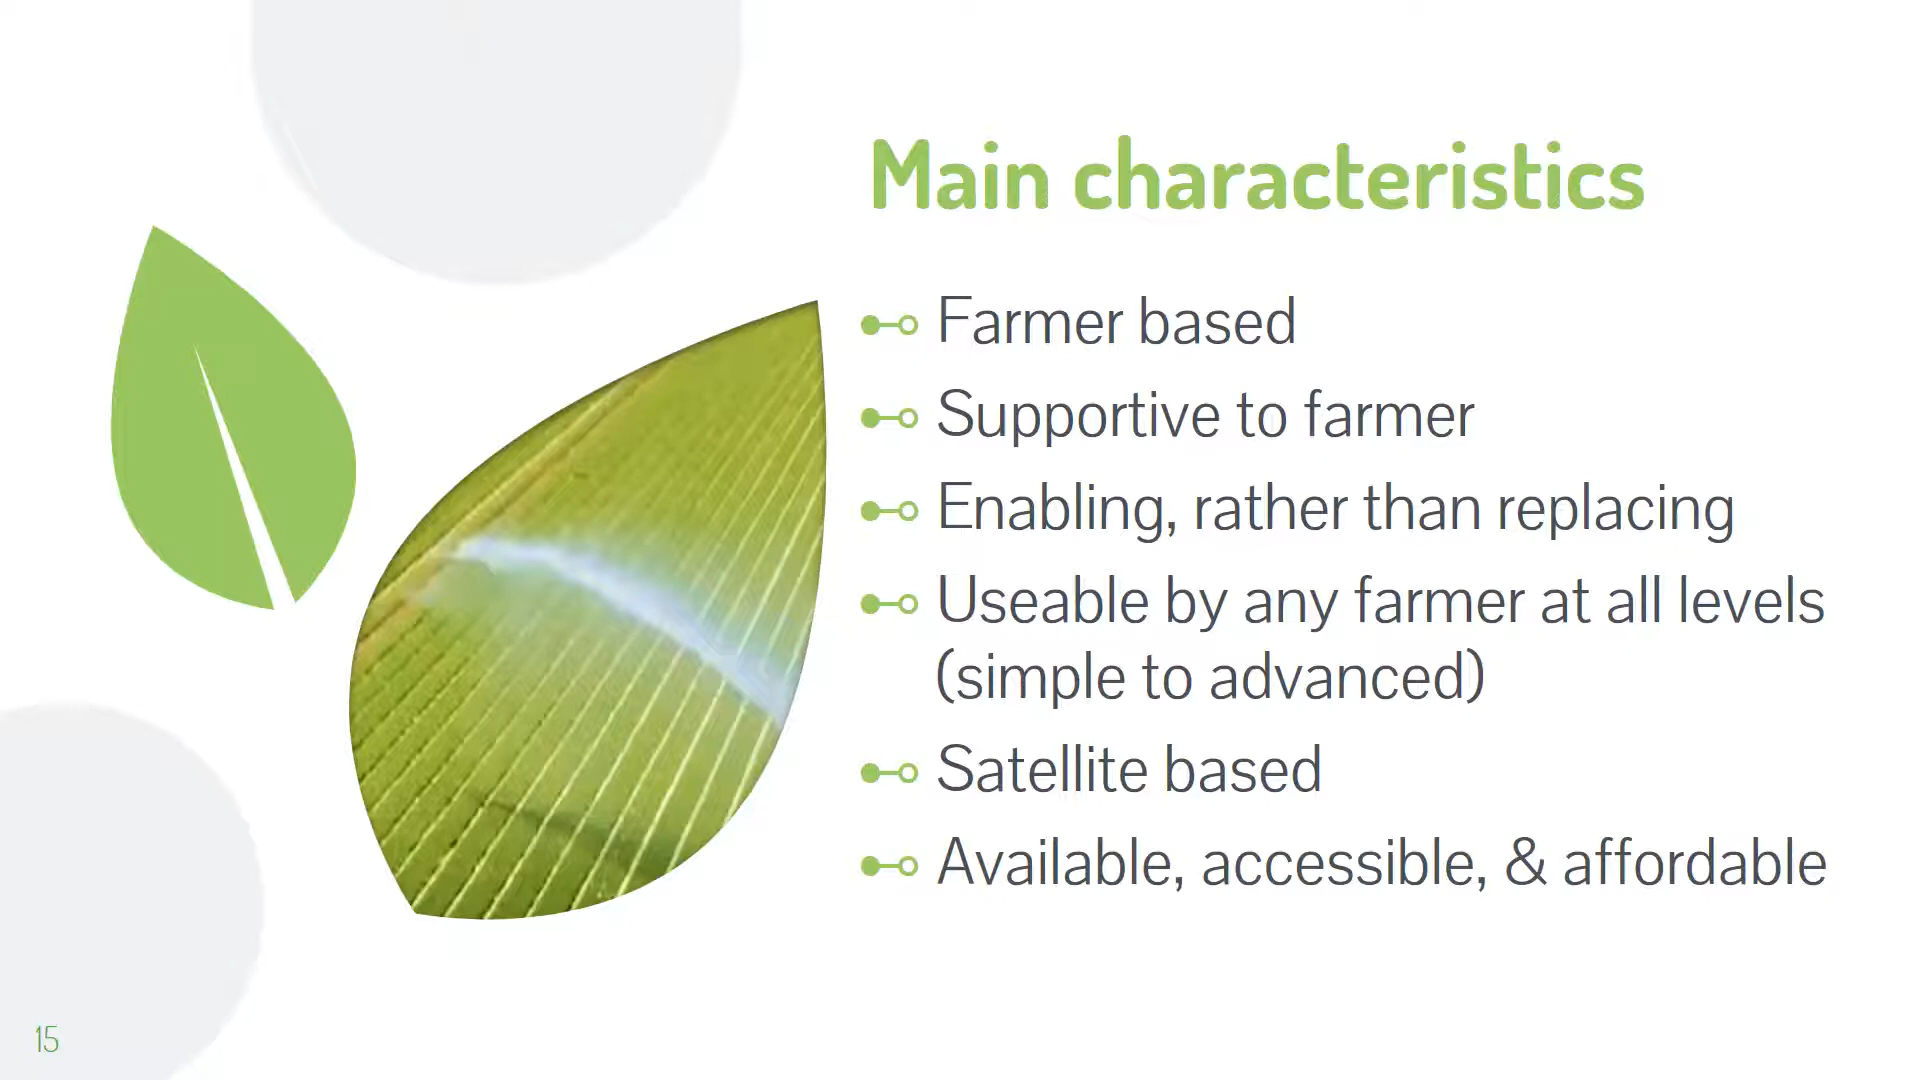 Main characteristics
Farmer based
Supportive to farmer
Enabling, rather than replacing
Useable by any farmer at all levels
(simple to advanced)
Satellite based
Available, accessible, & affordable
15